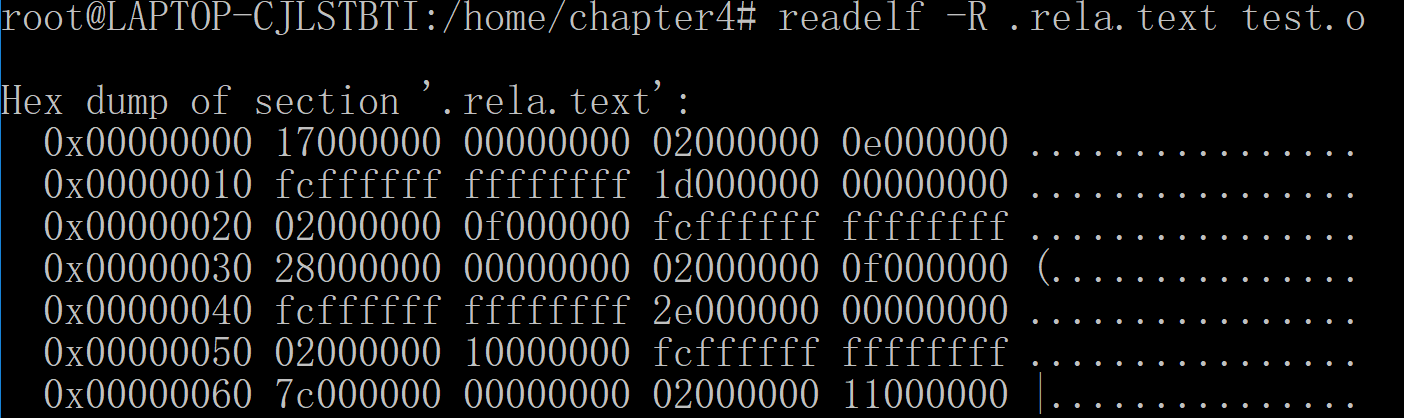 root@LAPTOP-CJLSTBTI:/home/chapter4# readelf -R .rela.text test.o
Hex dump of section '.rela.text':
  0x00000000 17000000 00000000 02000000 0e000000 ................
  0x00000010 fcffffff ffffffff 1d000000 00000000 ................
  0x00000020 02000000 0f000000 fcffffff ffffffff ................
  0x00000030 28000000 00000000 02000000 0f000000 (...............
  0x00000040 fcffffff ffffffff 2e000000 00000000 ................
  0x00000050 02000000 10000000 fcffffff ffffffff ................
  0x00000060 7c000000 00000000 02000000 11000000 |...............